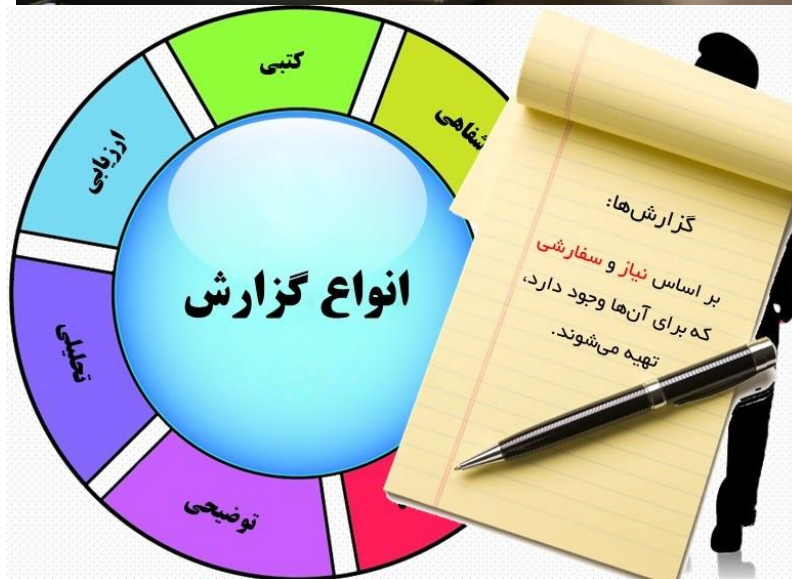 کتبی
شفاهی
ارزیابی
تحلیلی
توضیحی
انواع گزارش
گزارش‌ها:
بر اساس نیاز و سفارشی
که برای آن‌ها وجود دارد،
تهیه می‌شوند.